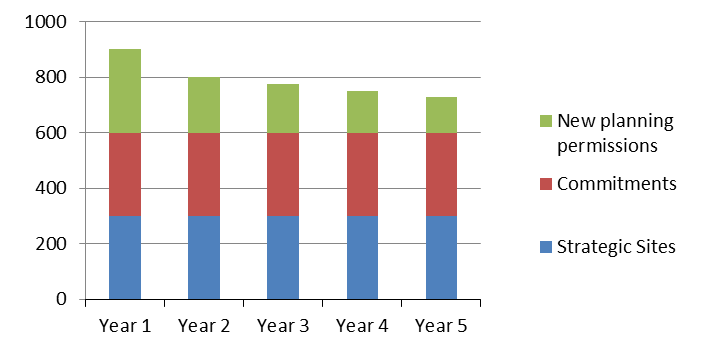 1000
800
600
400
200
0
Year 1 Year 2 Year 3 Year 4 Year 5
New planning
permissions
Commitments
Strategic Sites